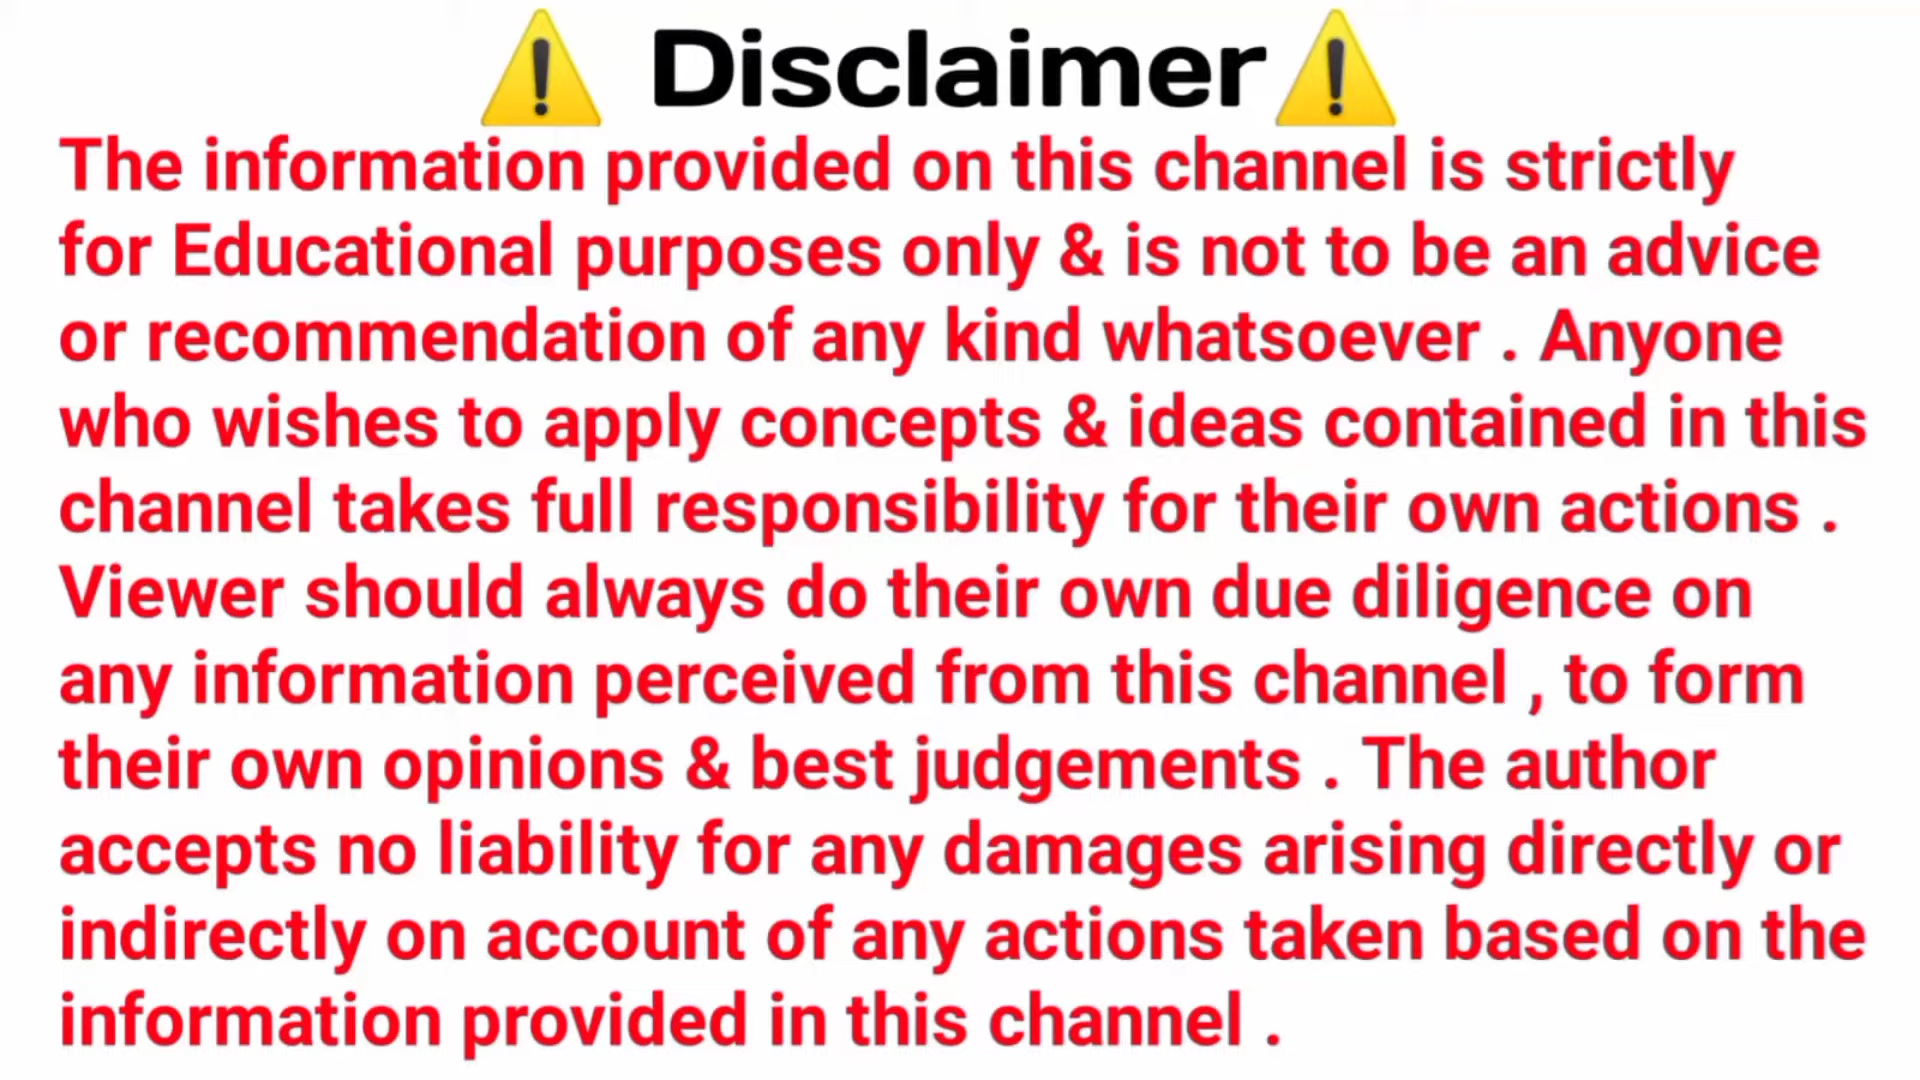 ⚠️ Disclaimer ⚠️
The information provided on this channel is strictly
for Educational purposes only & is not to be an advice
or recommendation of any kind whatsoever . Anyone
who wishes to apply concepts & ideas contained in this
channel takes full responsibility for their own actions .
Viewer should always do their own due diligence on
any information perceived from this channel , to form
their own opinions & best judgements . The author
accepts no liability for any damages arising directly or
indirectly on account of any actions taken based on the
information provided in this channel .